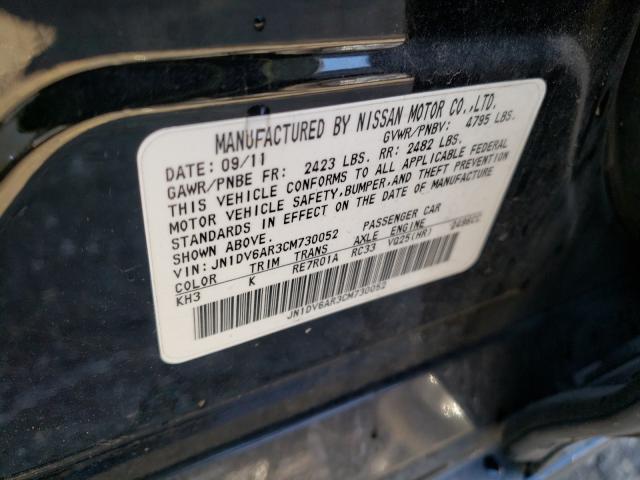 MANUFACTURED BY NISSAN MOTOR CO.,LTD.
DATE: 09/11 GVWR/PNBV: 4795 LBS.
GAWR/PNBE FR: 2423 LBS. RR: 2482 LBS.
THIS VEHICLE CONFORMS TO ALL APPLICABLE FEDERAL
MOTOR VEHICLE SAFETY,BUMPER,AND THEFT PREVENTION
STANDARDS IN EFFECT ON THE DATE OF MANUFACTURE
SHOWN ABOVE.
VIN: JN1DV6AR3CM730052 PASSENGER CAR
COLOR TRIM TRANS AXLE ENGINE
KH3 K RE7R01A RC33 VQ25(HR) 2496CC
JN1DV6AR3CM730052